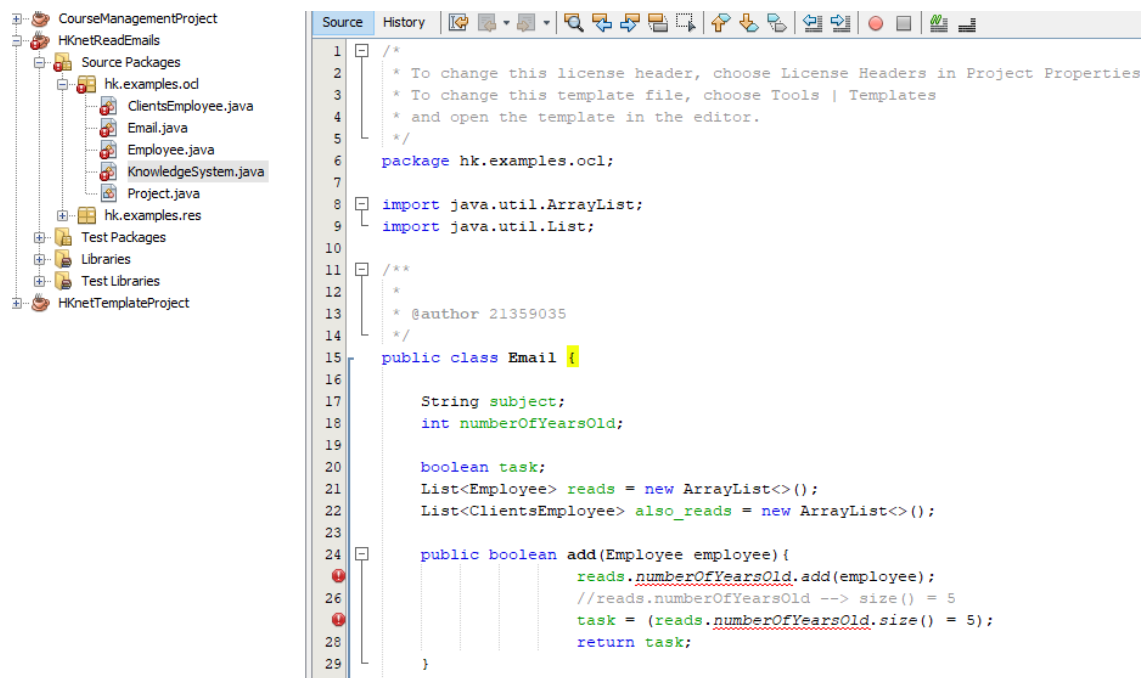 CourseManagementProject
HKnetReadEmails
Source Packages
hk.examples.ocl
ClientsEmployee.java
Email.java
Employee.java
KnowledgeSystem.java
Project.java
hk.examples.res
Test Packages
Libraries
Test Libraries
HKnetTemplateProject
Source History
1 /*
2 * To change this license header, choose License Headers in Project Properties
3 * To change this template file, choose Tools | Templates
4 * and open the template in the editor.
5 */
6 package hk.examples.ocl;
7
8 import java.util.ArrayList;
9 import java.util.List;
10
11 /**
12 *
13 * @author 21359035
14 */
15 public class Email {
16
17 String subject;
18 int numberOfYearsOld;
19
20 boolean task;
21 List<Employee> reads = new ArrayList<>();
22 List<ClientsEmployee> also_reads = new ArrayList<>();
23
24 public boolean add(Employee employee){
reads.numberOfYearsOld.add(employee);
26 //reads.numberOfYearsOld --> size() = 5
task = (reads.numberOfYearsOld.size() = 5);
28 return task;
29 }